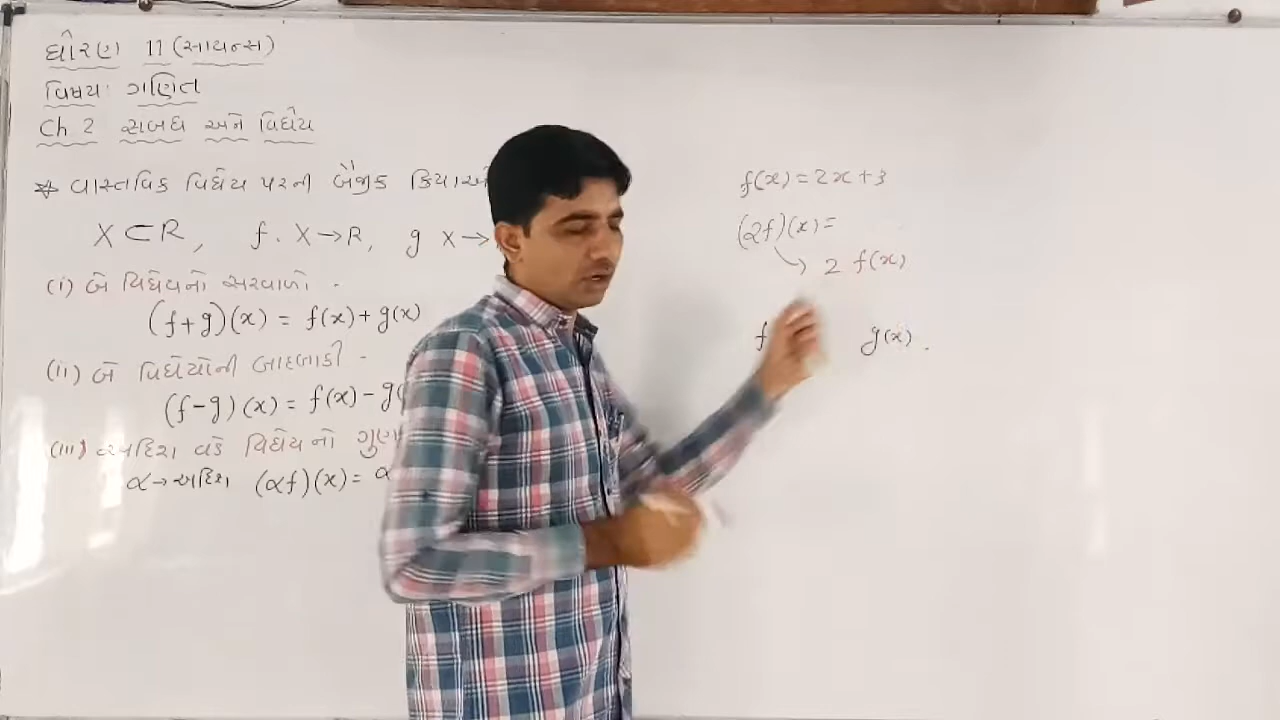 ધોરણ 11 (સાયન્સ)
વિષય: ગણિત
Ch 2 સંબંધ અને વિધેય
* વાસ્તવિક વિધેય પરની બૈજીક ક્રિયાઓ
X ⊂ R, f. X → R, g X →
(i) બે વિધેયનો સરવાળો -
(f+g)(x) = f(x) + g(x)
(ii) બે વિધેયોની બાદબાકી -
(f-g)(x) = f(x) - g(
(iii) અદિશ વડે વિધેયનો ગુણા
α → અદિશ (αf)(x) = α
f(x) = 2x + 3
(2f)(x) =
2 f(x)
f g(x).